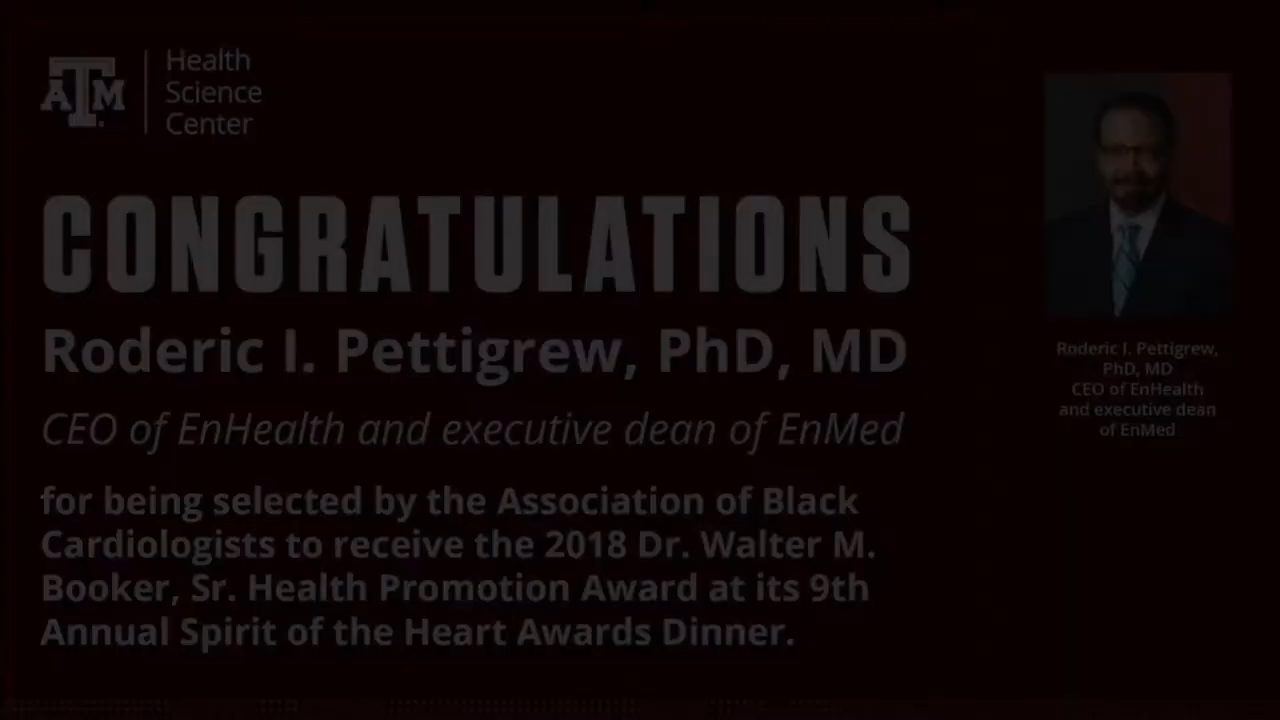 ATM
Health
Science
Center
CONGRATULATIONS
Roderic I. Pettigrew, PhD, MD
CEO of EnHealth and executive dean of EnMed
for being selected by the Association of Black
Cardiologists to receive the 2018 Dr. Walter M.
Booker, Sr. Health Promotion Award at its 9th
Annual Spirit of the Heart Awards Dinner.
Roderic I. Pettigrew,
PhD, MD
CEO of EnHealth
and executive dean
of EnMed